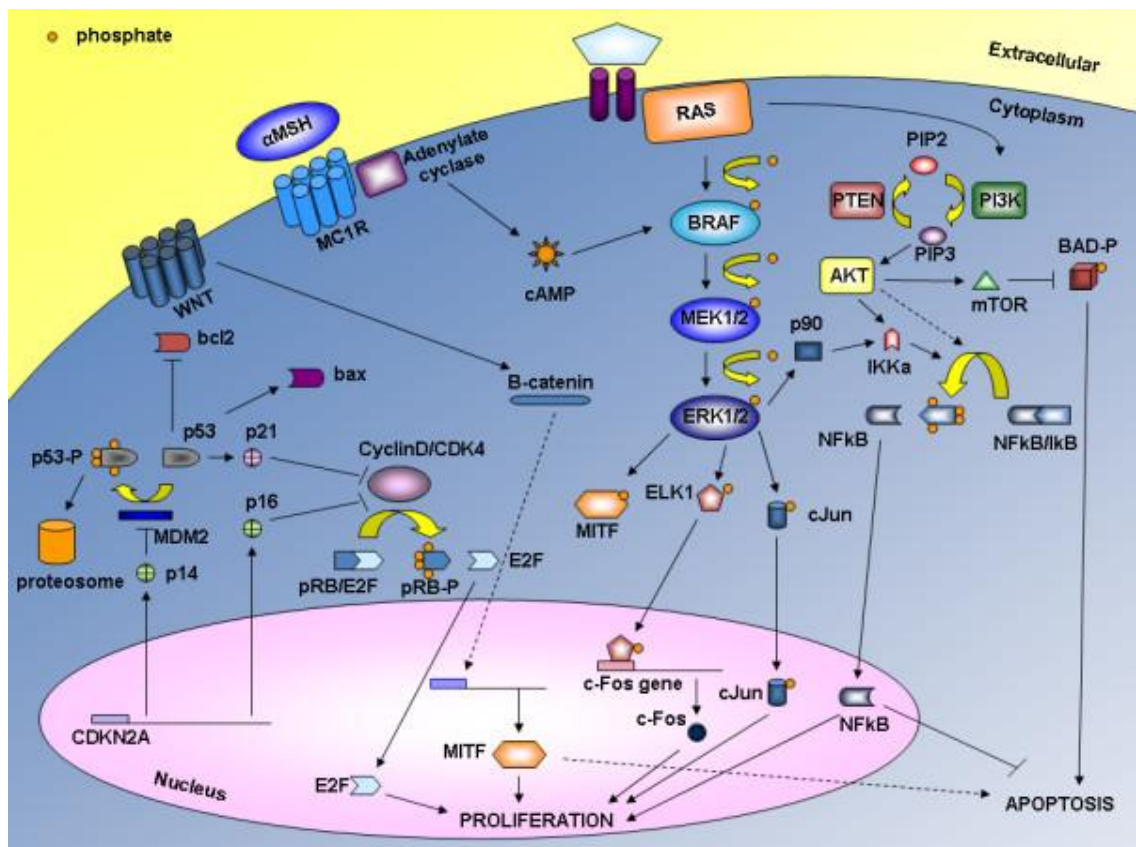 phosphate
Extracellular
Cytoplasm
αMSH
RAS
Adenylate
cyclase
MC1R
PIP2
PTEN
PI3K
PIP3
BRAF
BAD-P
WNT
cAMP
AKT
mTOR
MEK1/2
p90
IKKa
bcl2
bax
B-catenin
ERK1/2
NFkB
NFkB/IkB
p53
p21
p53-P
CyclinD/CDK4
p16
MITF
ELK1
cJun
MDM2
proteosome
p14
pRB/E2F
pRB-P
E2F
c-Fos gene
cJun
c-Fos
NFkB
CDKN2A
MITF
Nucleus
E2F
PROLIFERATION
APOPTOSIS